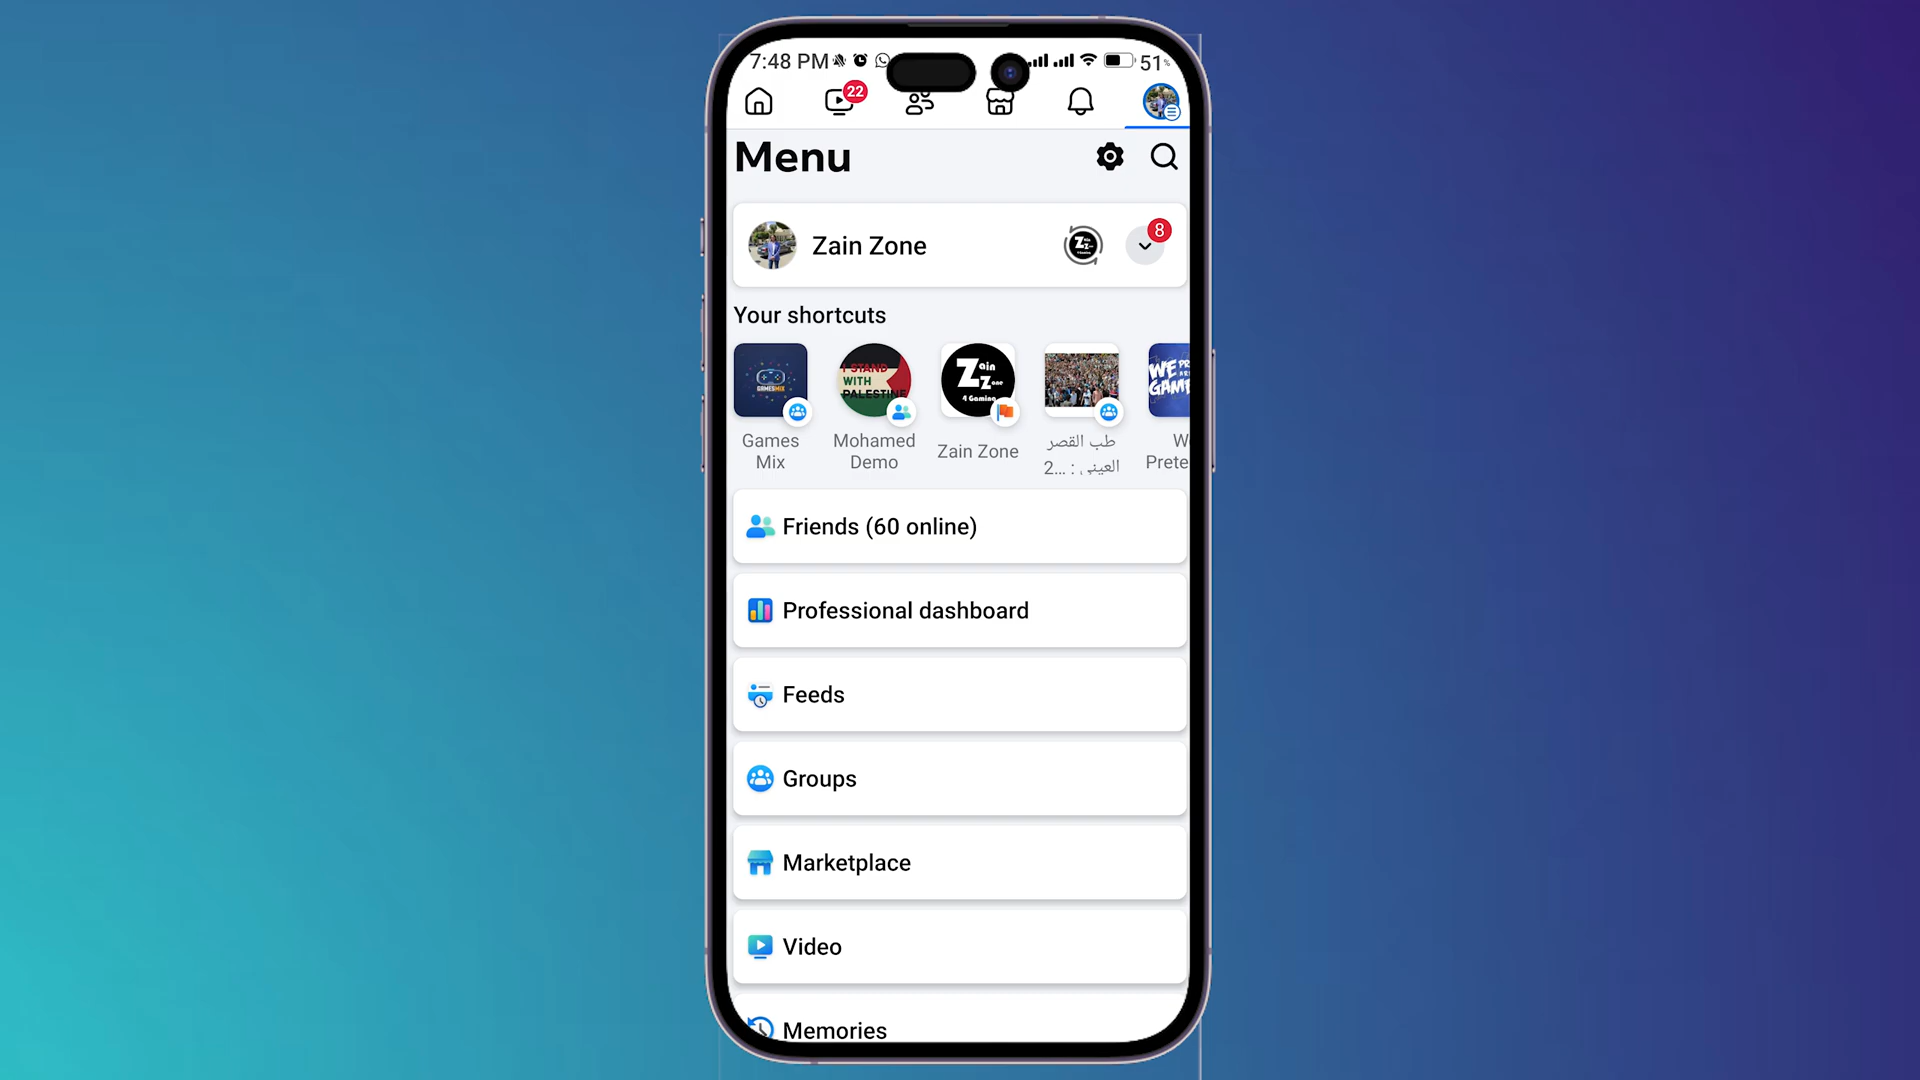 7:48 PM
51%
22
Menu
Zain Zone
8
Your shortcuts
GAMESMIX
I STAND
WITH
PALESTINE
Zain
Zone
4 Gaming
WE PR
GAM
Games
Mix
Mohamed
Demo
Zain Zone
طب القصر
العيني : ...2
W
Prete
Friends (60 online)
Professional dashboard
Feeds
Groups
Marketplace
Video
Memories